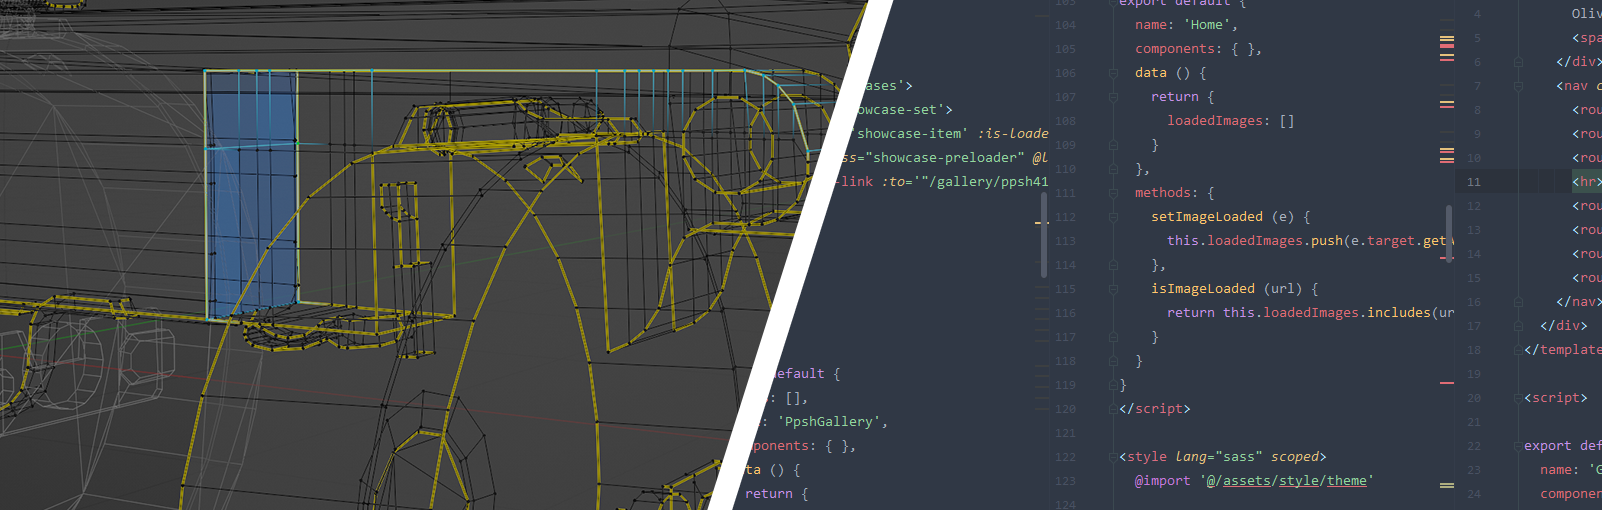 ases'>
owcase-set'>
'showcase-item' :is-loade
ss="showcase-preloader" @l
-link :to='"/gallery/ppsh41
default {
: [],
: 'PpshGallery',
ponents: { },
ta () {
return {
103 export default {
104 name: 'Home',
105 components: { },
106 data () {
107 return {
108 loadedImages: []
109 }
110 },
111 methods: {
112 setImageLoaded (e) {
113 this.loadedImages.push(e.target.get
114 },
115 isImageLoaded (url) {
116 return this.loadedImages.includes(ur
117 }
118 }
119 }
120 </script>
121
122 <style lang="sass" scoped>
123 @import '@/assets/style/theme'
124
4 Oliv
5 <spa
6 </div>
7 <nav c
8 <rou
9 <rou
10 <rou
11 <hr>
12 <rou
13 <rou
14 <rou
15 <rou
16 </nav>
17 </div>
18 </template
19
20 <script>
21
22 export def
23 name: 'G
24 componen